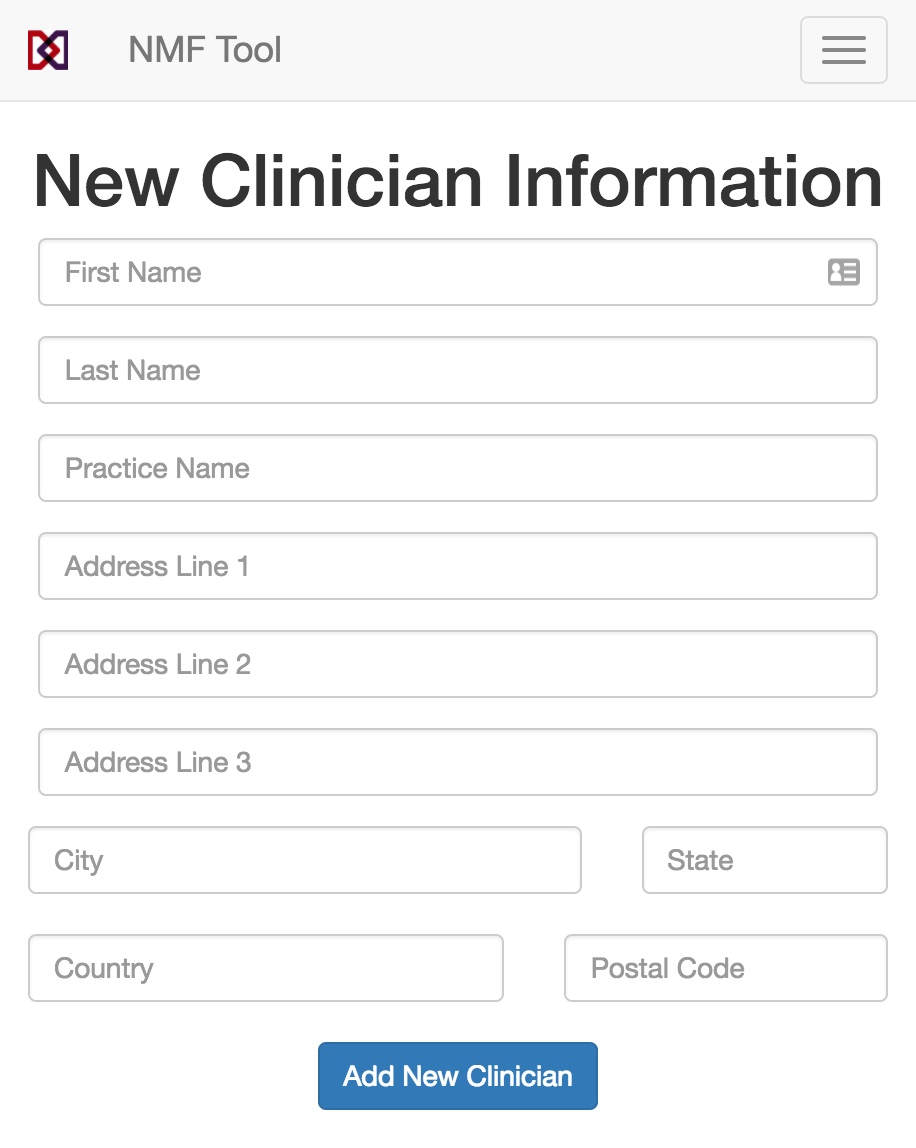 NMF Tool
New Clinician Information
First Name
Last Name
Practice Name
Address Line 1
Address Line 2
Address Line 3
City State
Country Postal Code
Add New Clinician